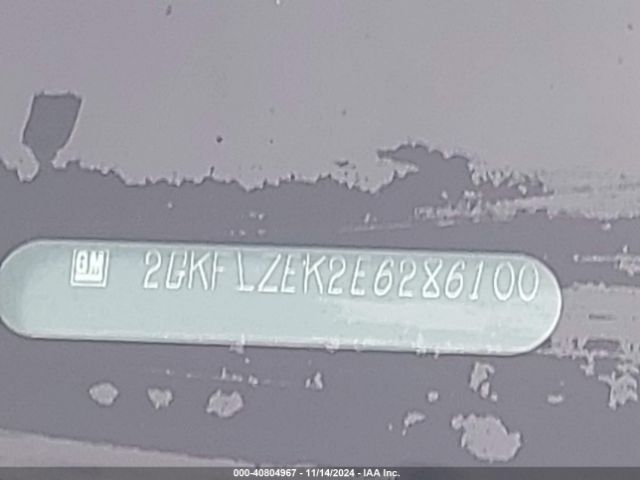 GM 2GKFLZEK2E6286100
000-40804967 - 11/14/2024 - IAA Inc.